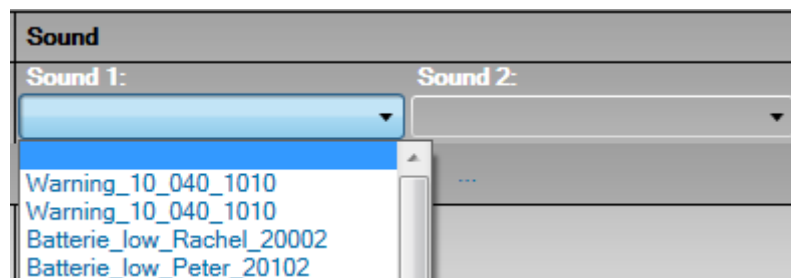 Sound
Sound 1: Sound 2:
...
Warning_10_040_1010
Warning_10_040_1010
Batterie_low_Rachel_20002
Batterie_low_Peter_20102